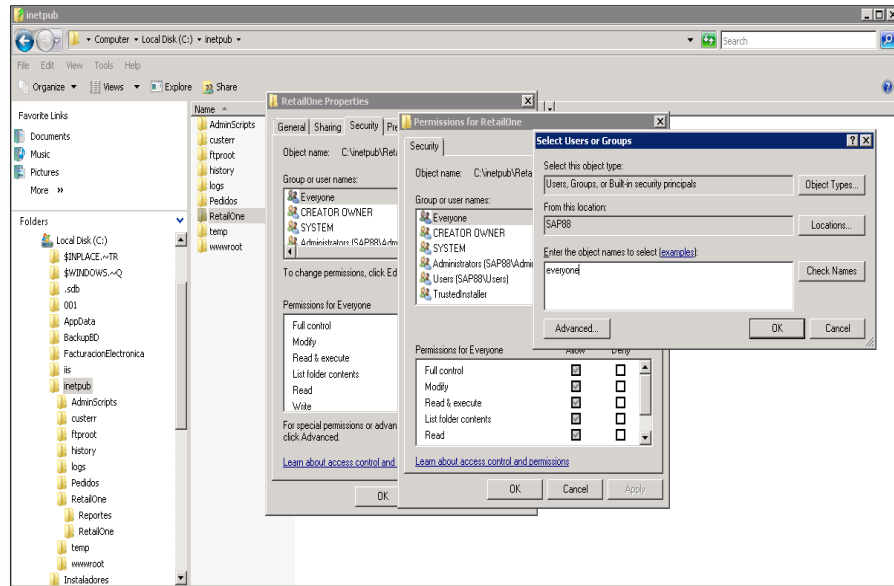 inetpub
Computer Local Disk (C:) inetpub
Search
File Edit View Tools Help
Organize Views Explore Share
Favorite Links
Documents
Music
Pictures
More »
Folders
Local Disk (C:)
$INPLACE.~TR
$WINDOWS.~Q
.sdb
001
AppData
BackupBD
FacturacionElectronica
iis
inetpub
AdminScripts
custerr
ftproot
history
logs
Pedidos
RetailOne
Reportes
RetailOne
temp
wwwroot
Instaladores
Name
AdminScripts
custerr
ftproot
history
logs
Pedidos
RetailOne
temp
wwwroot
RetailOne Properties
General Sharing Security Pre
Object name: C:\inetpub\Reta
Group or user names:
Everyone
CREATOR OWNER
SYSTEM
Administrators (SAP88\Adm
To change permissions, click Ed
Permissions for Everyone
Full control
Modify
Read & execute
List folder contents
Read
Write
For special permissions or advan
click Advanced.
Learn about access control and
OK
Permissions for RetailOne
Security
Object name: C:\inetpub\Reta
Group or user names:
Everyone
CREATOR OWNER
SYSTEM
Administrators (SAP88\Admi
Users (SAP88\Users)
TrustedInstaller
Permissions for Everyone Allow Deny
Full control
Modify
Read & execute
List folder contents
Read
Learn about access control and permissions
OK Cancel Apply
Select Users or Groups
Select this object type:
Users, Groups, or Built-in security principals Object Types...
From this location:
SAP88 Locations...
Enter the object names to select (examples):
everyone Check Names
Advanced... OK Cancel